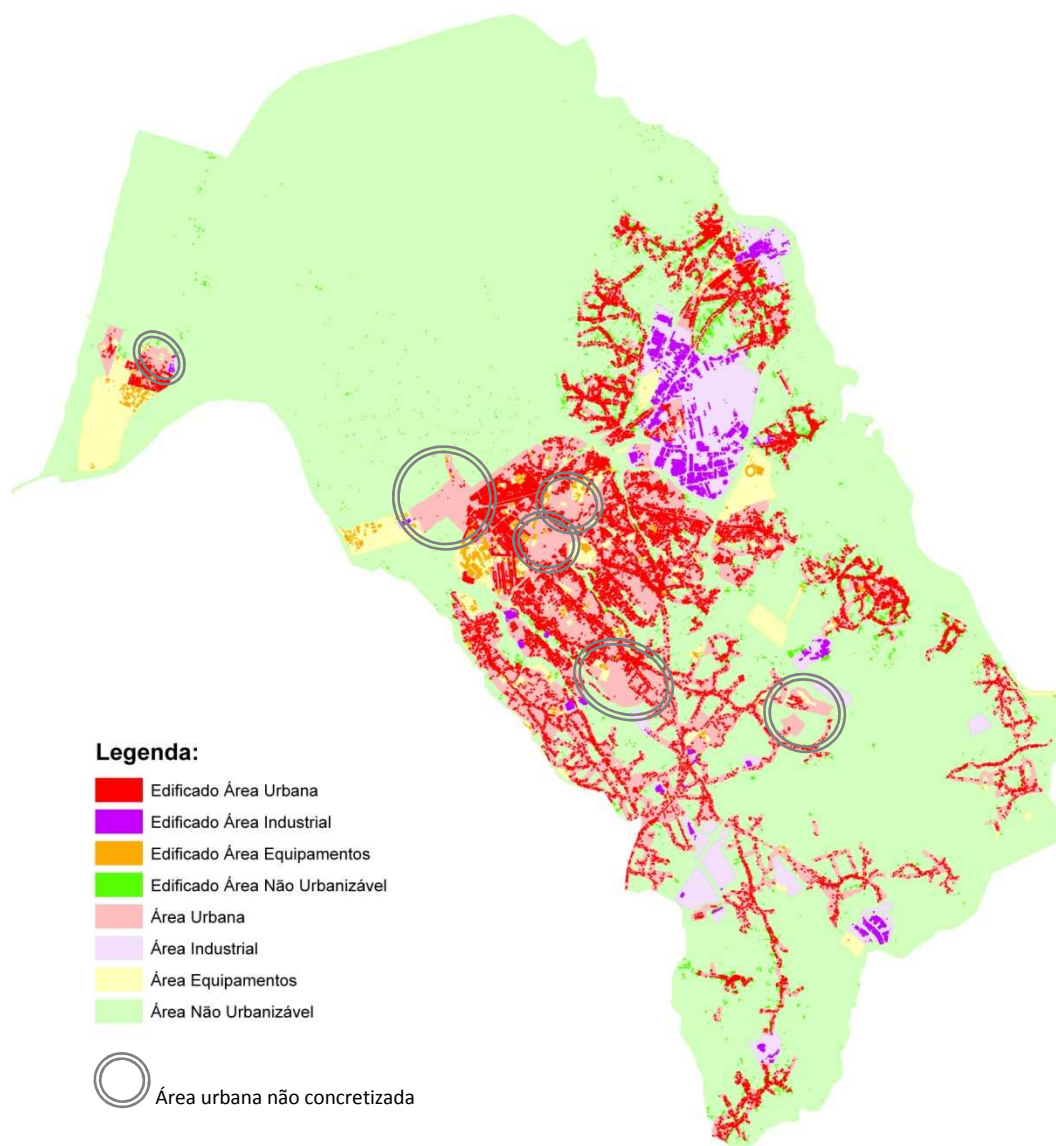 Legenda:
Edificado Área Urbana
Edificado Área Industrial
Edificado Área Equipamentos
Edificado Área Não Urbanizável
Área Urbana
Área Industrial
Área Equipamentos
Área Não Urbanizável
Área urbana não concretizada